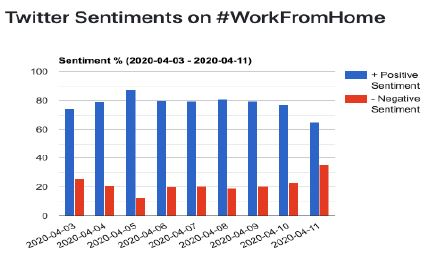 Twitter Sentiments on #WorkFromHome
Sentiment % (2020-04-03 - 2020-04-11)
100
80
60
40
20
0
+ Positive
Sentiment
- Negative
Sentiment
2020-04-03
2020-04-04
2020-04-05
2020-04-06
2020-04-07
2020-04-08
2020-04-09
2020-04-10
2020-04-11